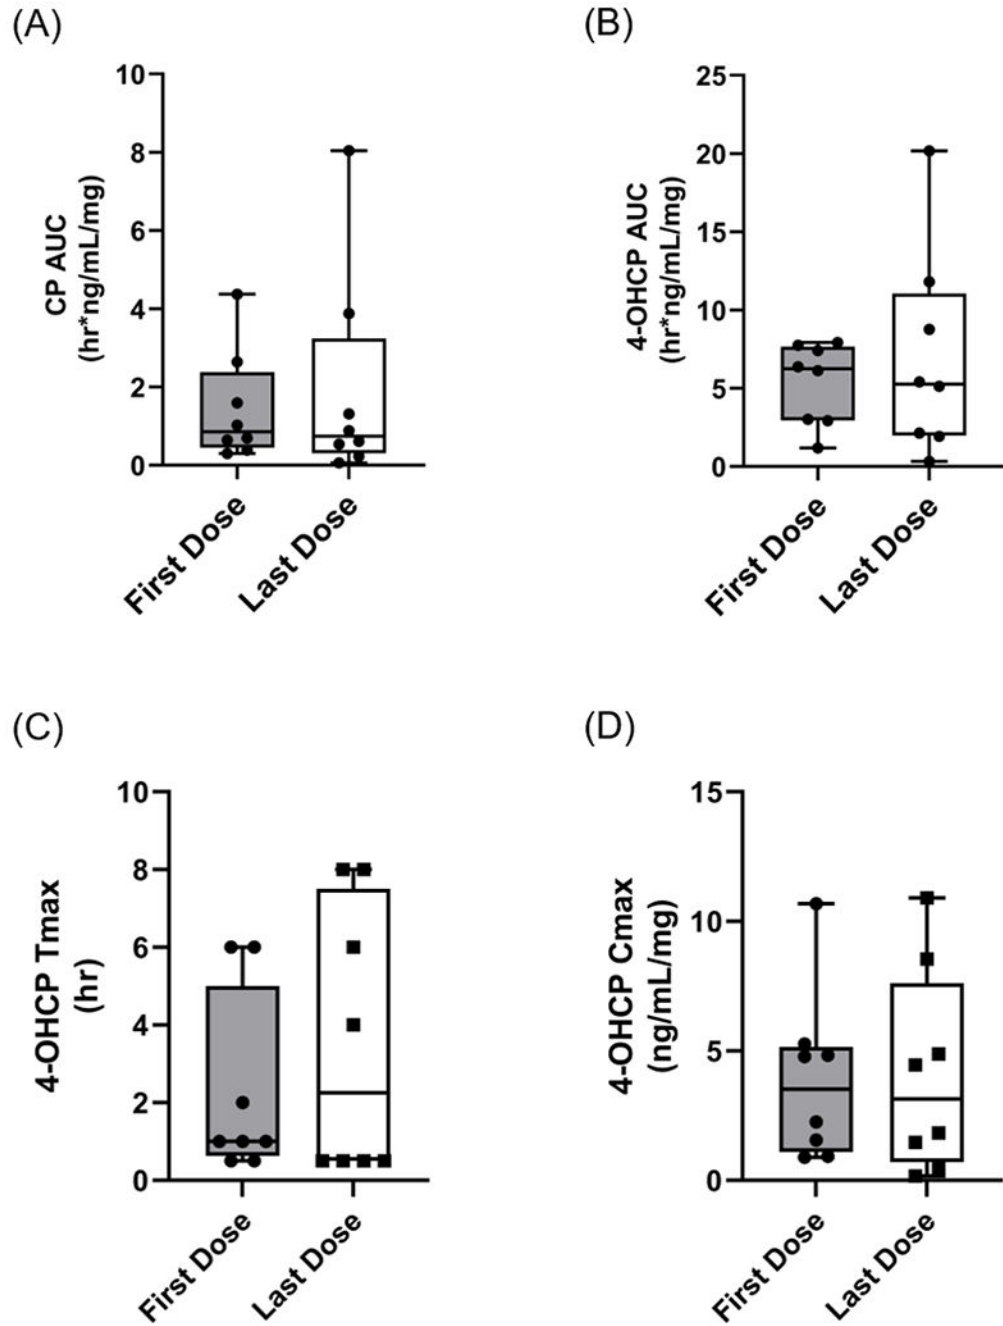 (A)
CP AUC
(hr*ng/mL/mg)
10
8
6
4
2
0
First Dose
Last Dose
(B)
4-OHCP AUC
(hr*ng/mL/mg)
25
20
15
10
5
0
First Dose
Last Dose
(C)
4-OHCP Tmax
(hr)
10
8
6
4
2
0
First Dose
Last Dose
(D)
4-OHCP Cmax
(ng/mL/mg)
15
10
5
0
First Dose
Last Dose